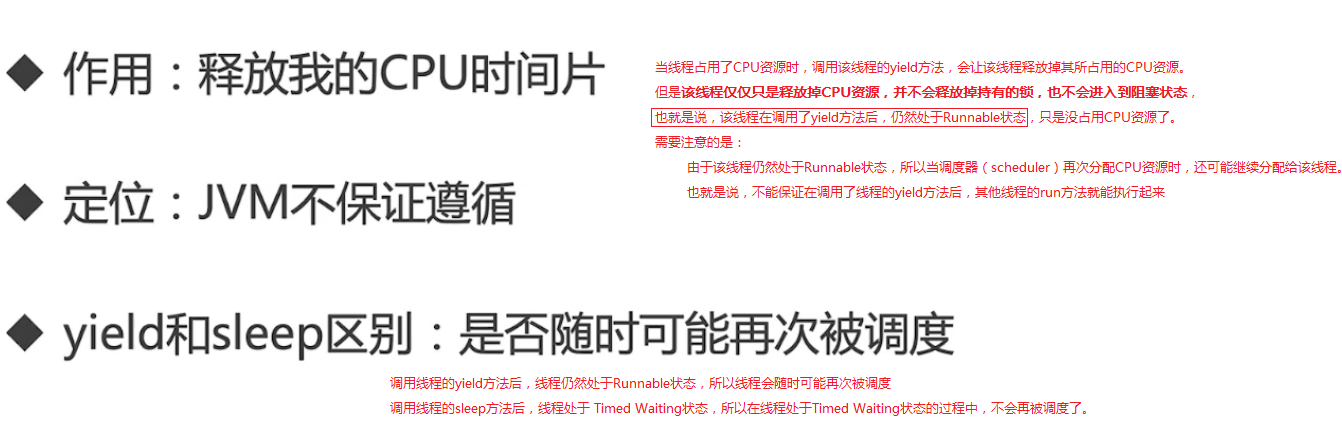 ◆ 作用：释放我的CPU时间片
当线程占用了CPU资源时，调用该线程的yield方法，会让该线程释放掉其所占用的CPU资源。
但是该线程仅仅只是释放掉CPU资源，并不会释放掉持有的锁，也不会进入到阻塞状态，
也就是说，该线程在调用了yield方法后，仍然处于Runnable状态，只是没占用CPU资源了。
需要注意的是：
由于该线程仍然处于Runnable状态，所以当调度器（scheduler）再次分配CPU资源时，还可能继续分配给该线程。
也就是说，不能保证在调用了线程的yield方法后，其他线程的run方法就能执行起来
◆ 定位：JVM不保证遵循
◆ yield和sleep区别：是否随时可能再次被调度
调用线程的yield方法后，线程仍然处于Runnable状态，所以线程会随时可能再次被调度
调用线程的sleep方法后，线程处于 Timed Waiting状态，所以在线程处于Timed Waiting状态的过程中，不会再被调度了。